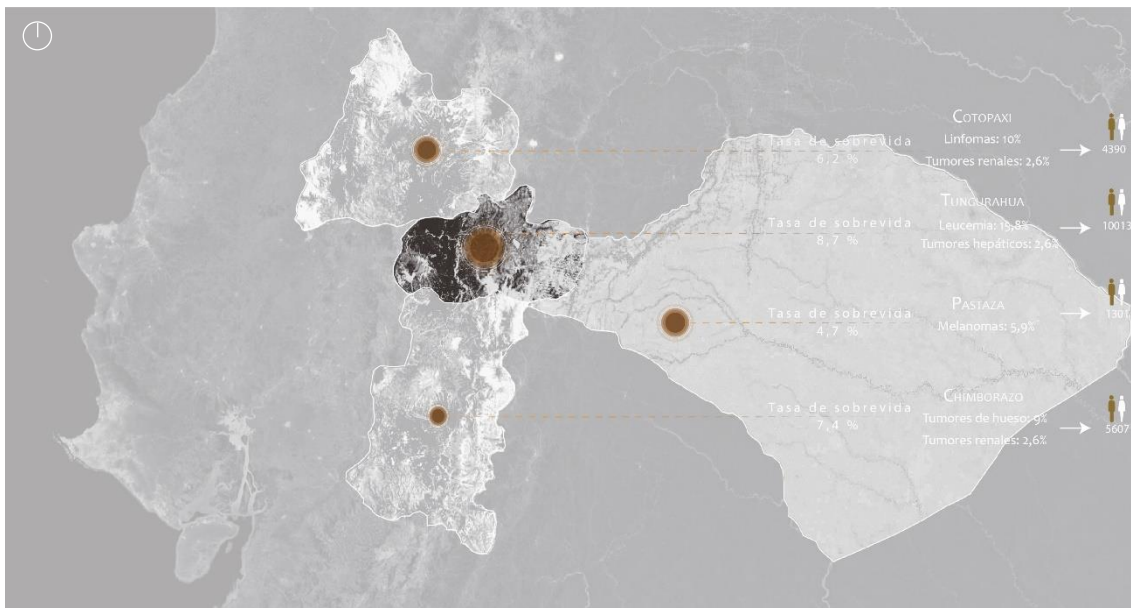 COTOPAXI
Linfomas: 10%
Tumores renales: 2,6%
Tasa de sobrevida
6,2 %
4390
TUNGURAHUA
Leucemia: 15,8%
Tumores hepáticos: 2,6%
Tasa de sobrevida
8,7 %
10013
PASTAZA
Melanomas: 5,9%
Tasa de sobrevida
4,7 %
1301
CHIMBORAZO
Tumores de hueso: 9%
Tumores renales: 2,6%
Tasa de sobrevida
7,4 %
5607